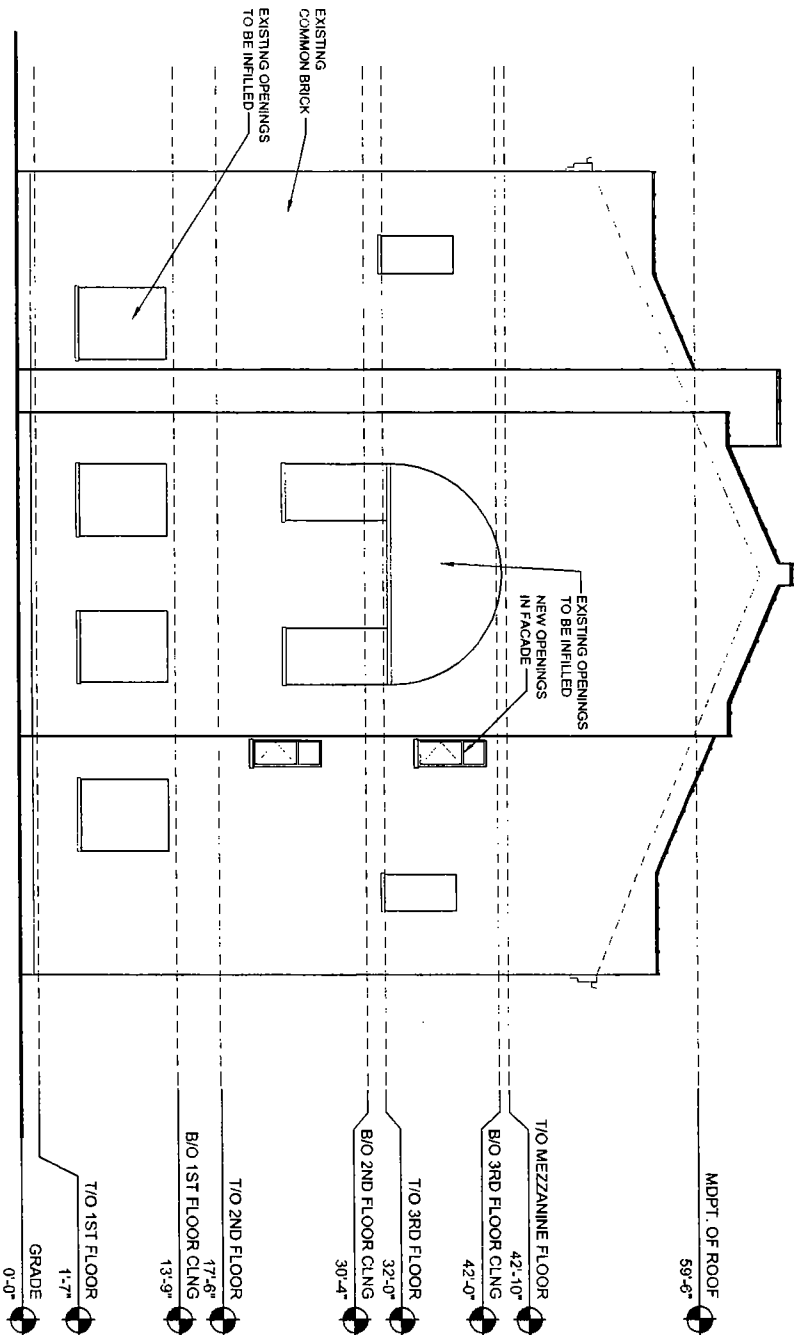 EXISTING
COMMON BRICK
EXISTING OPENINGS
TO BE INFILLED
EXISTING OPENINGS
TO BE INFILLED
NEW OPENINGS
IN FACADE
MDPT. OF ROOF
59'-6"
T/O MEZZANINE FLOOR
42'-10"
B/O 3RD FLOOR CLNG
42'-0"
T/O 3RD FLOOR
32'-0"
B/O 2ND FLOOR CLNG
30'-4"
T/O 2ND FLOOR
17'-6"
B/O 1ST FLOOR CLNG
13'-9"
T/O 1ST FLOOR
1'-7"
GRADE
0'-0"